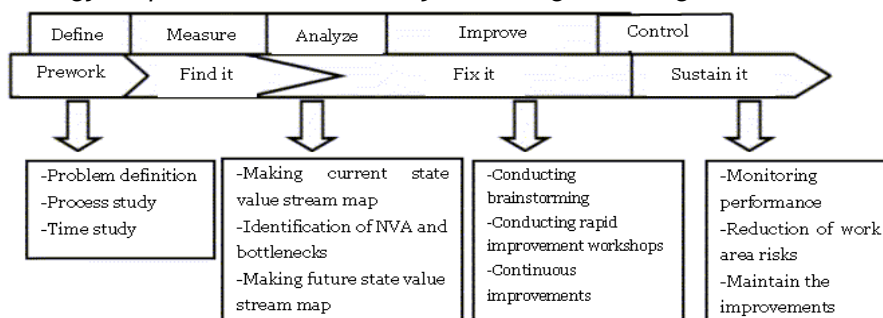 Define Measure Analyze Improve Control
Prework Find it Fix it Sustain it
-Problem definition
-Process study
-Time study
-Making current state
value stream map
-Identification of NVA and
bottlenecks
-Making future state value
stream map
-Conducting
brainstorming
-Conducting rapid
improvement workshops
-Continuous
improvements
-Monitoring
performance
-Reduction of work
area risks
-Maintain the
improvements